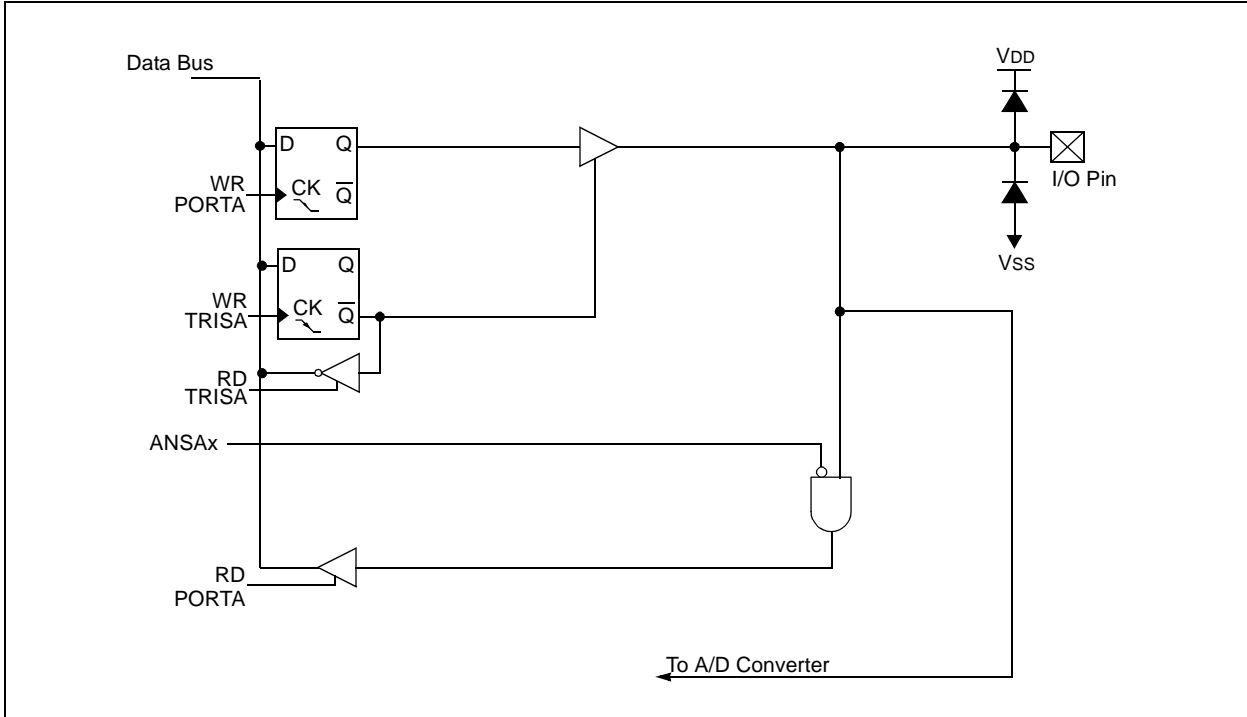 Data Bus
VDD
D Q
WR
PORTA
CK
Q
I/O Pin
D Q
VSS
WR
TRISA
CK
Q
RD
TRISA
ANSAx
RD
PORTA
To A/D Converter